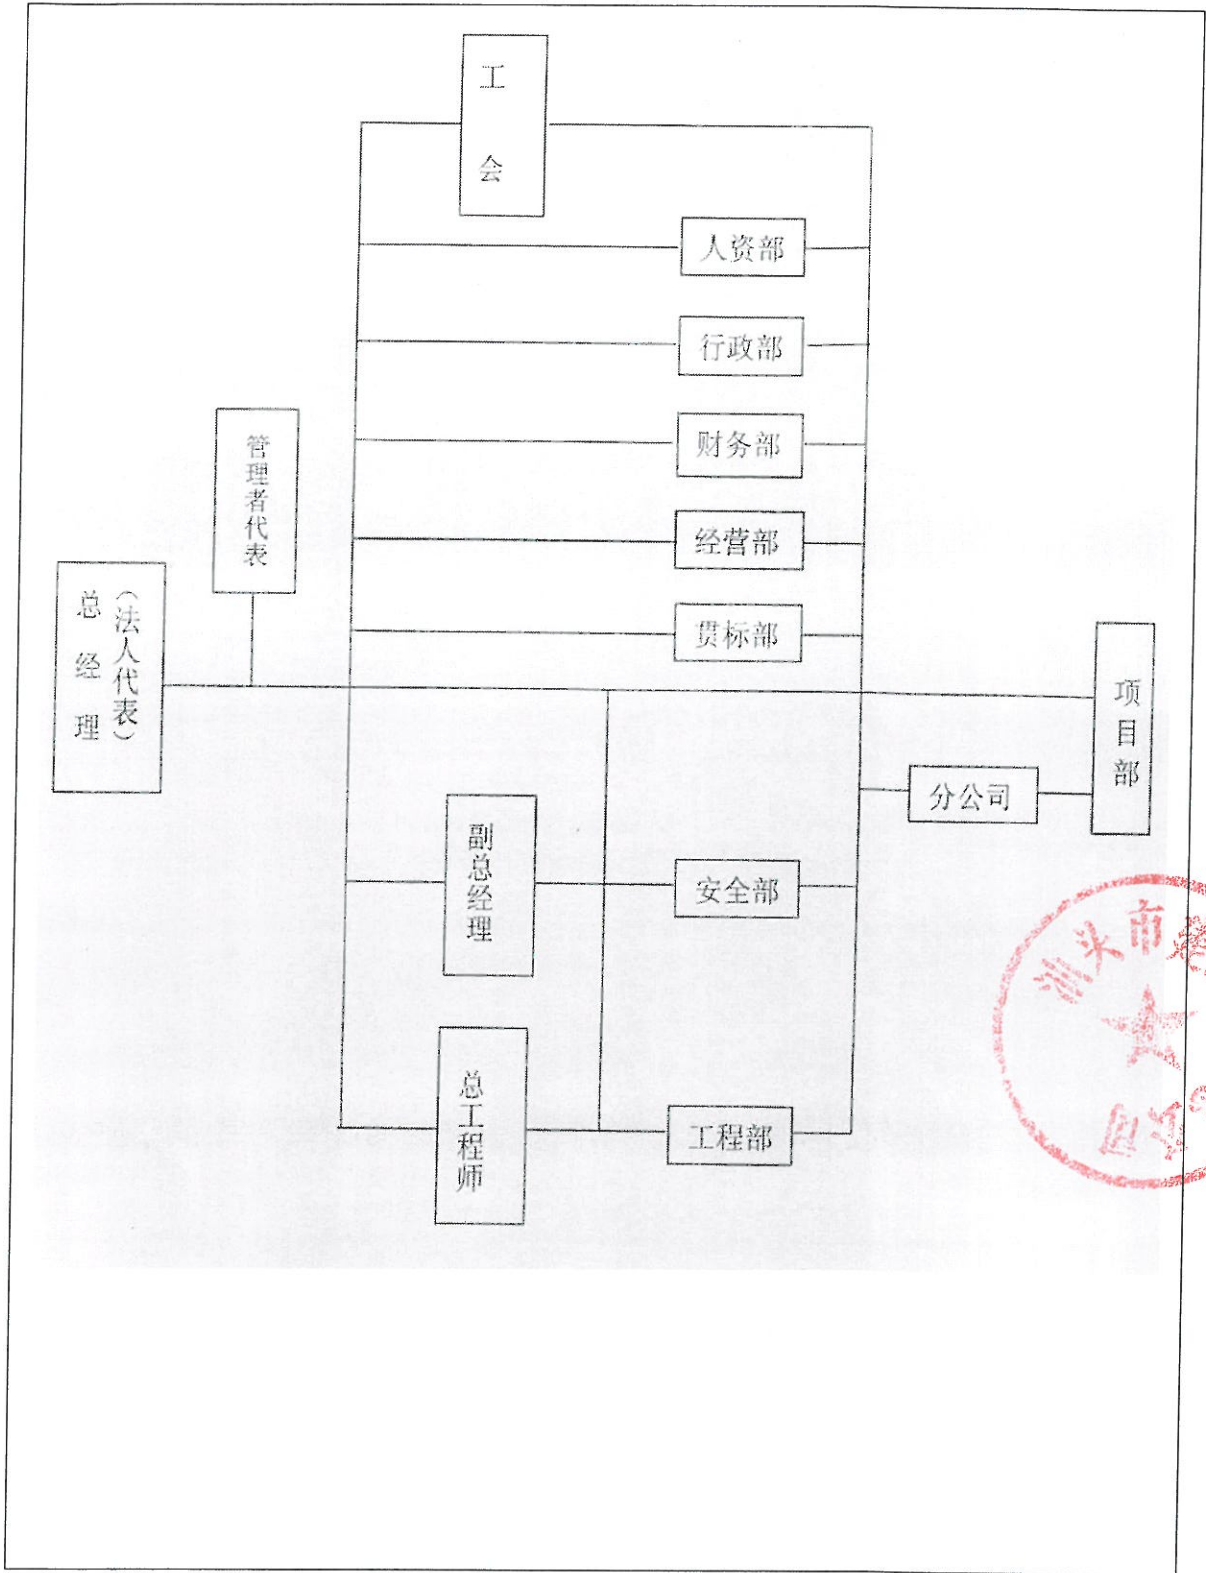 工会
人资部
行政部
财务部
管理者代表
经营部
总经理
（法人代表）
贯标部
项目部
分公司
副总经理
安全部
总工程师
工程部
汕头市
公司